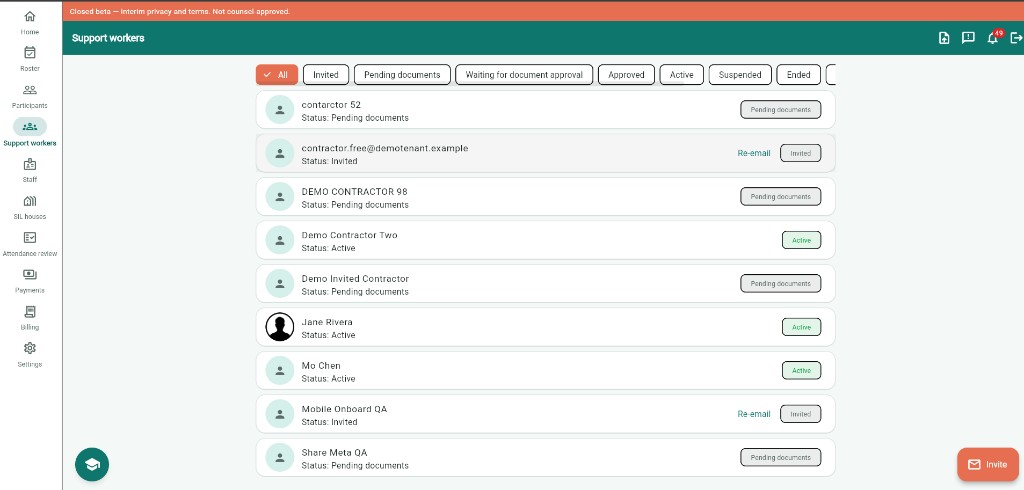 Closed beta — Interim privacy and terms. Not counsel-approved.
Home
Roster
Participants
Support workers
Staff
SIL houses
Attendance review
Payments
Billing
Settings
Support workers
49
All
Invited
Pending documents
Waiting for document approval
Approved
Active
Suspended
Ended
contarctor 52
Status: Pending documents
Pending documents
contractor.free@demotenant.example
Status: Invited
Re-email
Invited
DEMO CONTRACTOR 98
Status: Pending documents
Pending documents
Demo Contractor Two
Status: Active
Active
Demo Invited Contractor
Status: Pending documents
Pending documents
Jane Rivera
Status: Active
Active
Mo Chen
Status: Active
Active
Mobile Onboard QA
Status: Invited
Re-email
Invited
Share Meta QA
Status: Pending documents
Pending documents
Invite